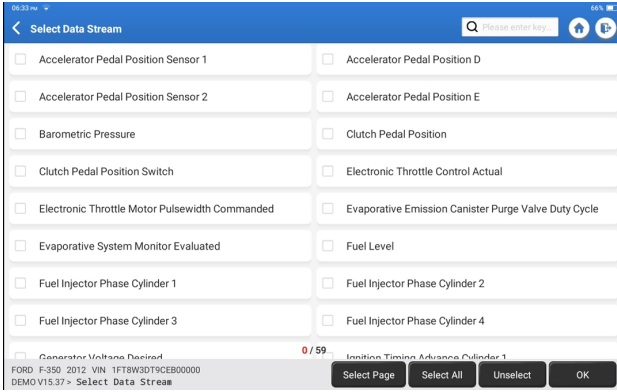 06:33 PM 66%
Select Data Stream Please enter key...
Accelerator Pedal Position Sensor 1 Accelerator Pedal Position D
Accelerator Pedal Position Sensor 2 Accelerator Pedal Position E
Barometric Pressure Clutch Pedal Position
Clutch Pedal Position Switch Electronic Throttle Control Actual
Electronic Throttle Motor Pulsewidth Commanded Evaporative Emission Canister Purge Valve Duty Cycle
Evaporative System Monitor Evaluated Fuel Level
Fuel Injector Phase Cylinder 1 Fuel Injector Phase Cylinder 2
Fuel Injector Phase Cylinder 3 Fuel Injector Phase Cylinder 4
Generator Voltage Desired 0 / 59 Ignition Timing Advance Cylinder 1
FORD F-350 2012 VIN 1FT8W3DT9CEB00000
DEMO V15.37 > Select Data Stream
Select Page Select All Unselect OK